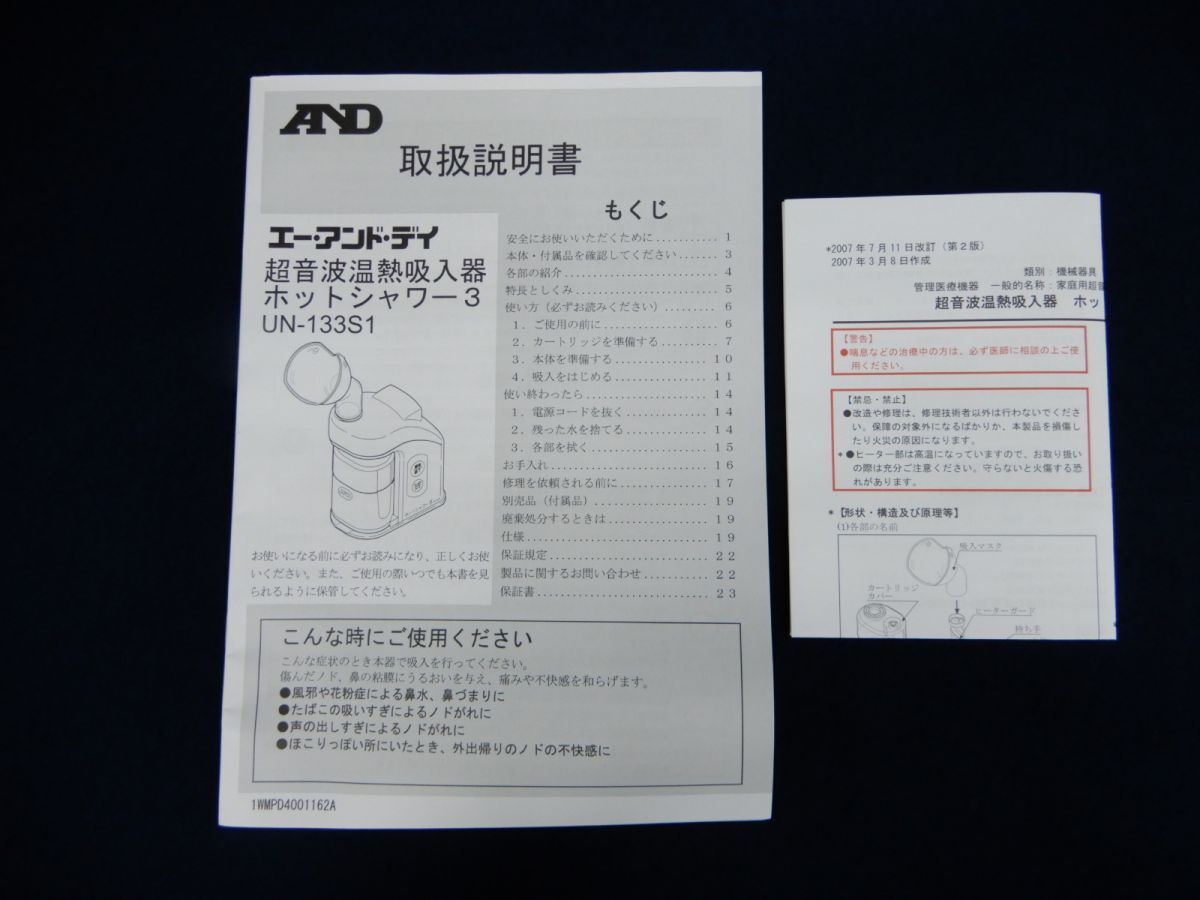 AND
取扱説明書
エー・アンド・デイ
超音波温熱吸入器
ホットシャワー3
UN-133S1
お使いになる前に必ずお読みになり、正しくお使
いください。また、ご使用の際いつでも本書を見
られるように保管してください。
もくじ
安全にお使いいただくために........... 1
本体・付属品を確認してください....... 3
各部の紹介.......................... 4
特長としくみ......................... 5
使い方（必ずお読みください）......... 6
1．ご使用の前に..................... 6
2．カートリッジを準備する........... 7
3．本体を準備する.................. 10
4．吸入をはじめる.................. 11
使い終わったら..................... 14
1．電源コードを抜く................ 14
2．残った水を捨てる................ 14
3．各部を拭く..................... 15
お手入れ........................... 16
修理を依頼される前に................ 17
別売品（付属品）.................... 19
廃棄処分するときは.................. 19
仕様............................... 19
保証規定........................... 22
製品に関するお問い合わせ............ 22
保証書............................. 23
こんな時にご使用ください
こんな症状のとき本器で吸入を行ってください。
傷んだノド、鼻の粘膜にうるおいを与え、痛みや不快感を和らげます。
●風邪や花粉症による鼻水、鼻づまりに
●たばこの吸いすぎによるノドがれに
●声の出しすぎによるノドがれに
●ほこりっぽい所にいたとき、外出帰りのノドの不快感に
1WMPD4001162A
*2007年7月11日改訂（第2版）
2007年3月8日作成
類別：機械器具
管理医療機器　一般的名称：家庭用超音
超音波温熱吸入器　ホッ
【警告】
●喘息などの治療中の方は、必ず医師に相談の上ご使
用ください。
【禁忌・禁止】
●改造や修理は、修理技術者以外は行わないでくださ
い。保障の対象外になるばかりか、本製品を損傷し
たり火災の原因になります。
*●ヒーター部は高温になっていますので、お取り扱い
の際は充分ご注意ください。守らないと火傷する恐
れがあります。
*【形状・構造及び原理等】
(1)各部の名前
吸入マスク
カートリッジ
カバー
ヒーターガード
持ち手